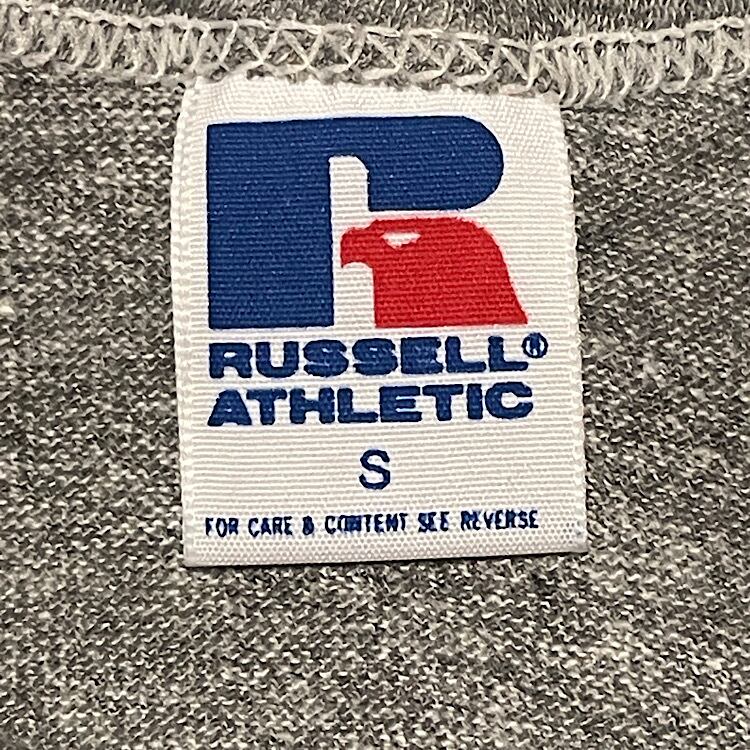 RUSSELL®
ATHLETIC
S
FOR CARE & CONTENT SEE REVERSE